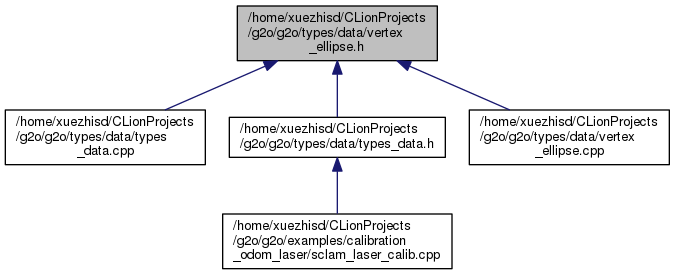 /home/xuezhisd/CLionProjects
/g2o/g2o/types/data/vertex
_ellipse.h
/home/xuezhisd/CLionProjects
/g2o/g2o/types/data/types
_data.cpp
/home/xuezhisd/CLionProjects
/g2o/g2o/types/data/types_data.h
/home/xuezhisd/CLionProjects
/g2o/g2o/types/data/vertex
_ellipse.cpp
/home/xuezhisd/CLionProjects
/g2o/g2o/examples/calibration
_odom_laser/sclam_laser_calib.cpp